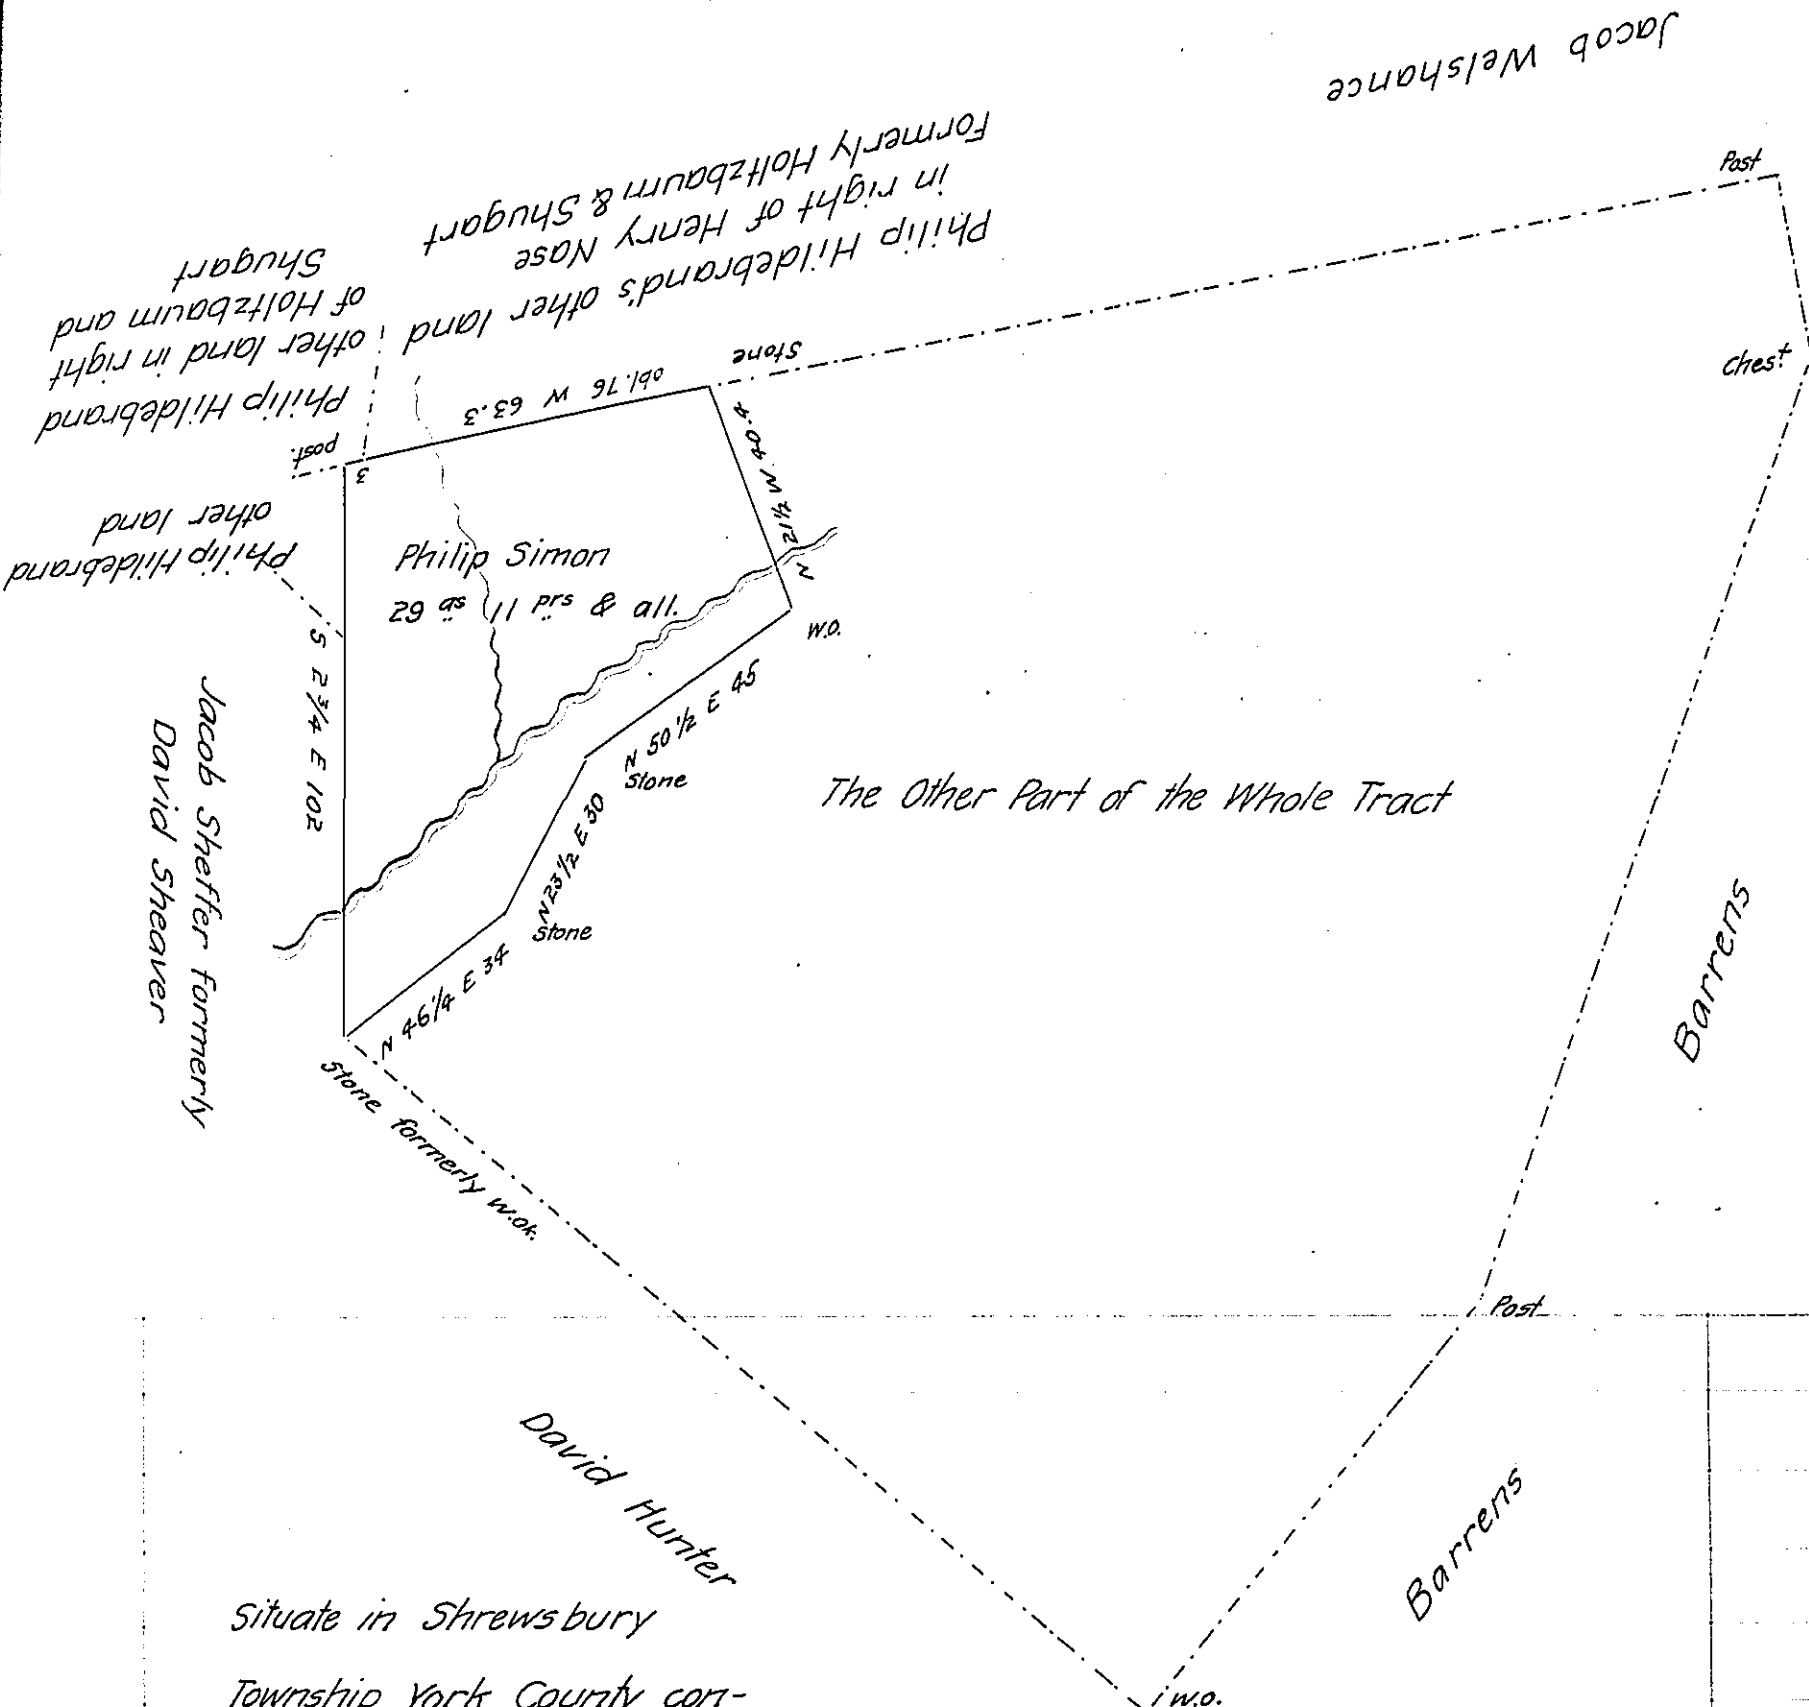 Jacob Welshance
Post
Chest
Formerly Holtzbaum & Shugart
in right of Henry Nase
Philip Hildebrand's other land
Shugart
of Holtzbaum and
other land in right
Philip Hildebrand
post.
3
obl. 76 W 63.3
Stone
N 21½ W 40.4
other land
Philip Hildebrand
Philip Simon
29 as 11 prs & all.
W.O.
S 2¾ E 102
N 50½ E 45
Stone
N 23½ E 30
Stone
N 46¼ E 34
Jacob Sheffer formerly
David Sheaver
The Other Part of the Whole Tract
Barrens
Stone formerly W.ok.
Post
David Hunter
Barrens
Situate in Shrewsbury
Township York County con-
W.O.